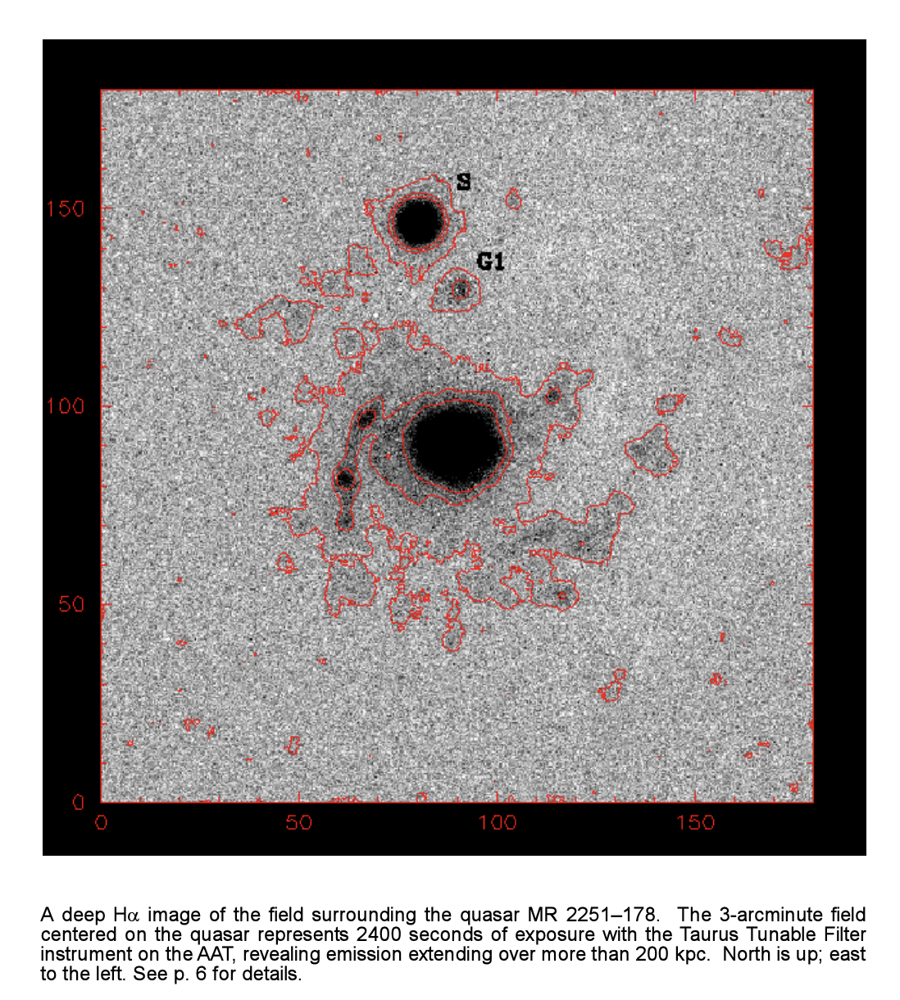 S
150
G1
100
50
0
0 50 100 150
A deep Hα image of the field surrounding the quasar MR 2251–178. The 3-arcminute field
centered on the quasar represents 2400 seconds of exposure with the Taurus Tunable Filter
instrument on the AAT, revealing emission extending over more than 200 kpc. North is up; east
to the left. See p. 6 for details.